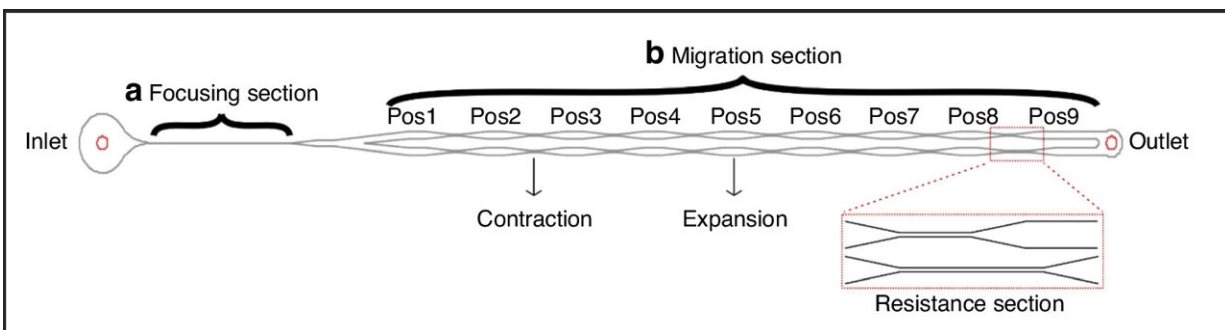 b Migration section
a Focusing section
Pos1 Pos2 Pos3 Pos4 Pos5 Pos6 Pos7 Pos8 Pos9
Inlet
Outlet
Contraction
Expansion
Resistance section